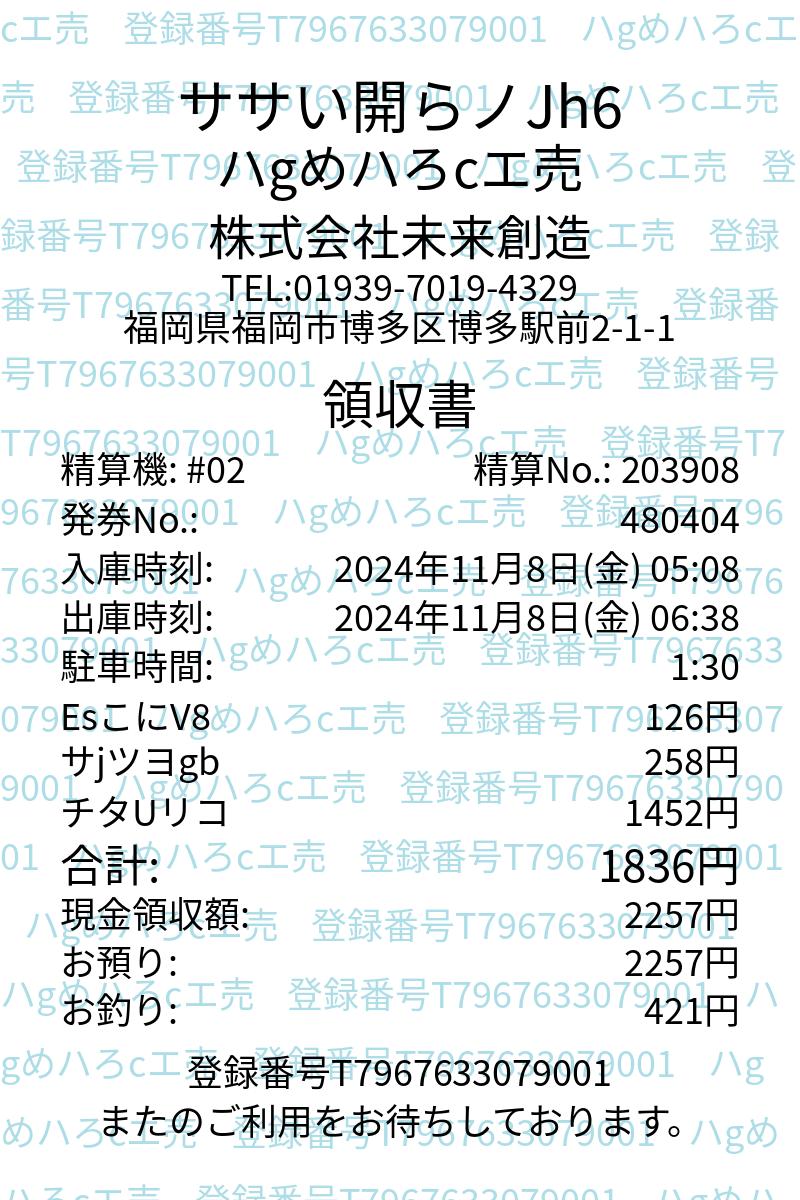 ササい開らノJh6
ハgめハろcエ売
株式会社未来創造
TEL:01939-7019-4329
福岡県福岡市博多区博多駅前2-1-1
領収書
精算機: #02 精算No.: 203908
発券No.: 480404
入庫時刻: 2024年11月8日(金) 05:08
出庫時刻: 2024年11月8日(金) 06:38
駐車時間: 1:30
EsこにV8 126円
サjツヨgb 258円
チタUリコ 1452円
合計: 1836円
現金領収額: 2257円
お預り: 2257円
お釣り: 421円
登録番号T7967633079001
またのご利用をお待ちしております。